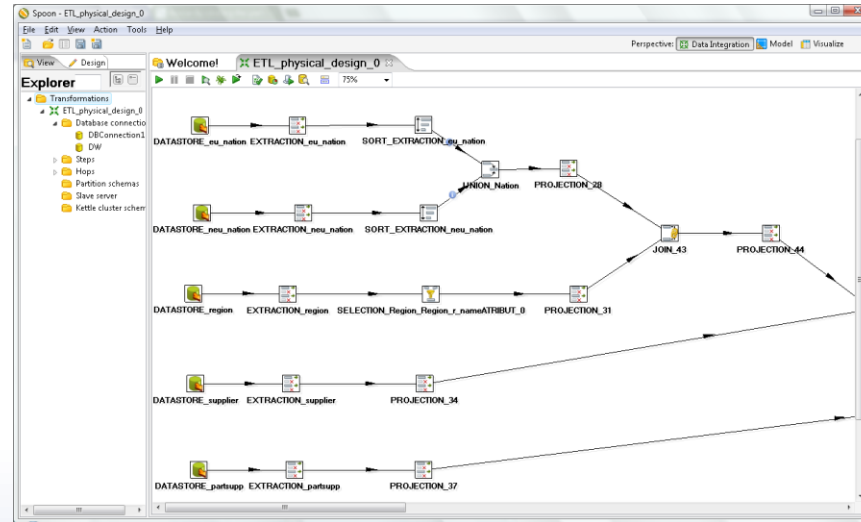 Spoon - ETL_physical_design_0
File Edit View Action Tools Help
Perspective: Data Integration Model Visualize
View Design
Welcome! ETL_physical_design_0
Explorer
75%
Transformations
ETL_physical_design_0
Database connectio
DBConnection1
DW
Steps
Hops
Partition schemas
Slave server
Kettle cluster schem
DATASTORE_eu_nation EXTRACTION_eu_nation SORT_EXTRACTION_eu_nation
UNION_Nation PROJECTION_28
DATASTORE_neu_nation EXTRACTION_neu_nation SORT_EXTRACTION_neu_nation
JOIN_43 PROJECTION_44
DATASTORE_region EXTRACTION_region SELECTION_Region_Region_r_nameATRIBUT_0 PROJECTION_31
DATASTORE_supplier EXTRACTION_supplier PROJECTION_34
DATASTORE_partsupp EXTRACTION_partsupp PROJECTION_37